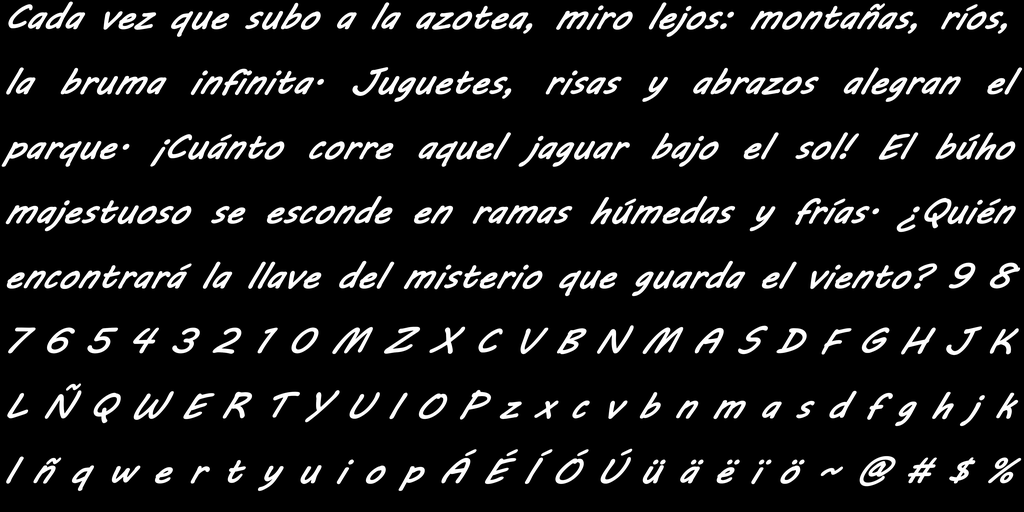 Cada vez que subo a la azotea, miro lejos: montañas, ríos,
la bruma infinita. Juguetes, risas y abrazos alegran el
parque. ¡Cuánto corre aquel jaguar bajo el sol! El búho
majestuoso se esconde en ramas húmedas y frías. ¿Quién
encontrará la llave del misterio que guarda el viento? 9 8
7 6 5 4 3 2 1 0 M Z X C V B N M A S D F G H J K
L Ñ Q W E R T Y U I O P z x c v b n m a s d f g h j k
l ñ q w e r t y u i o p Á É Í Ó Ú ü ä ë ï ö ~ @ # $ %